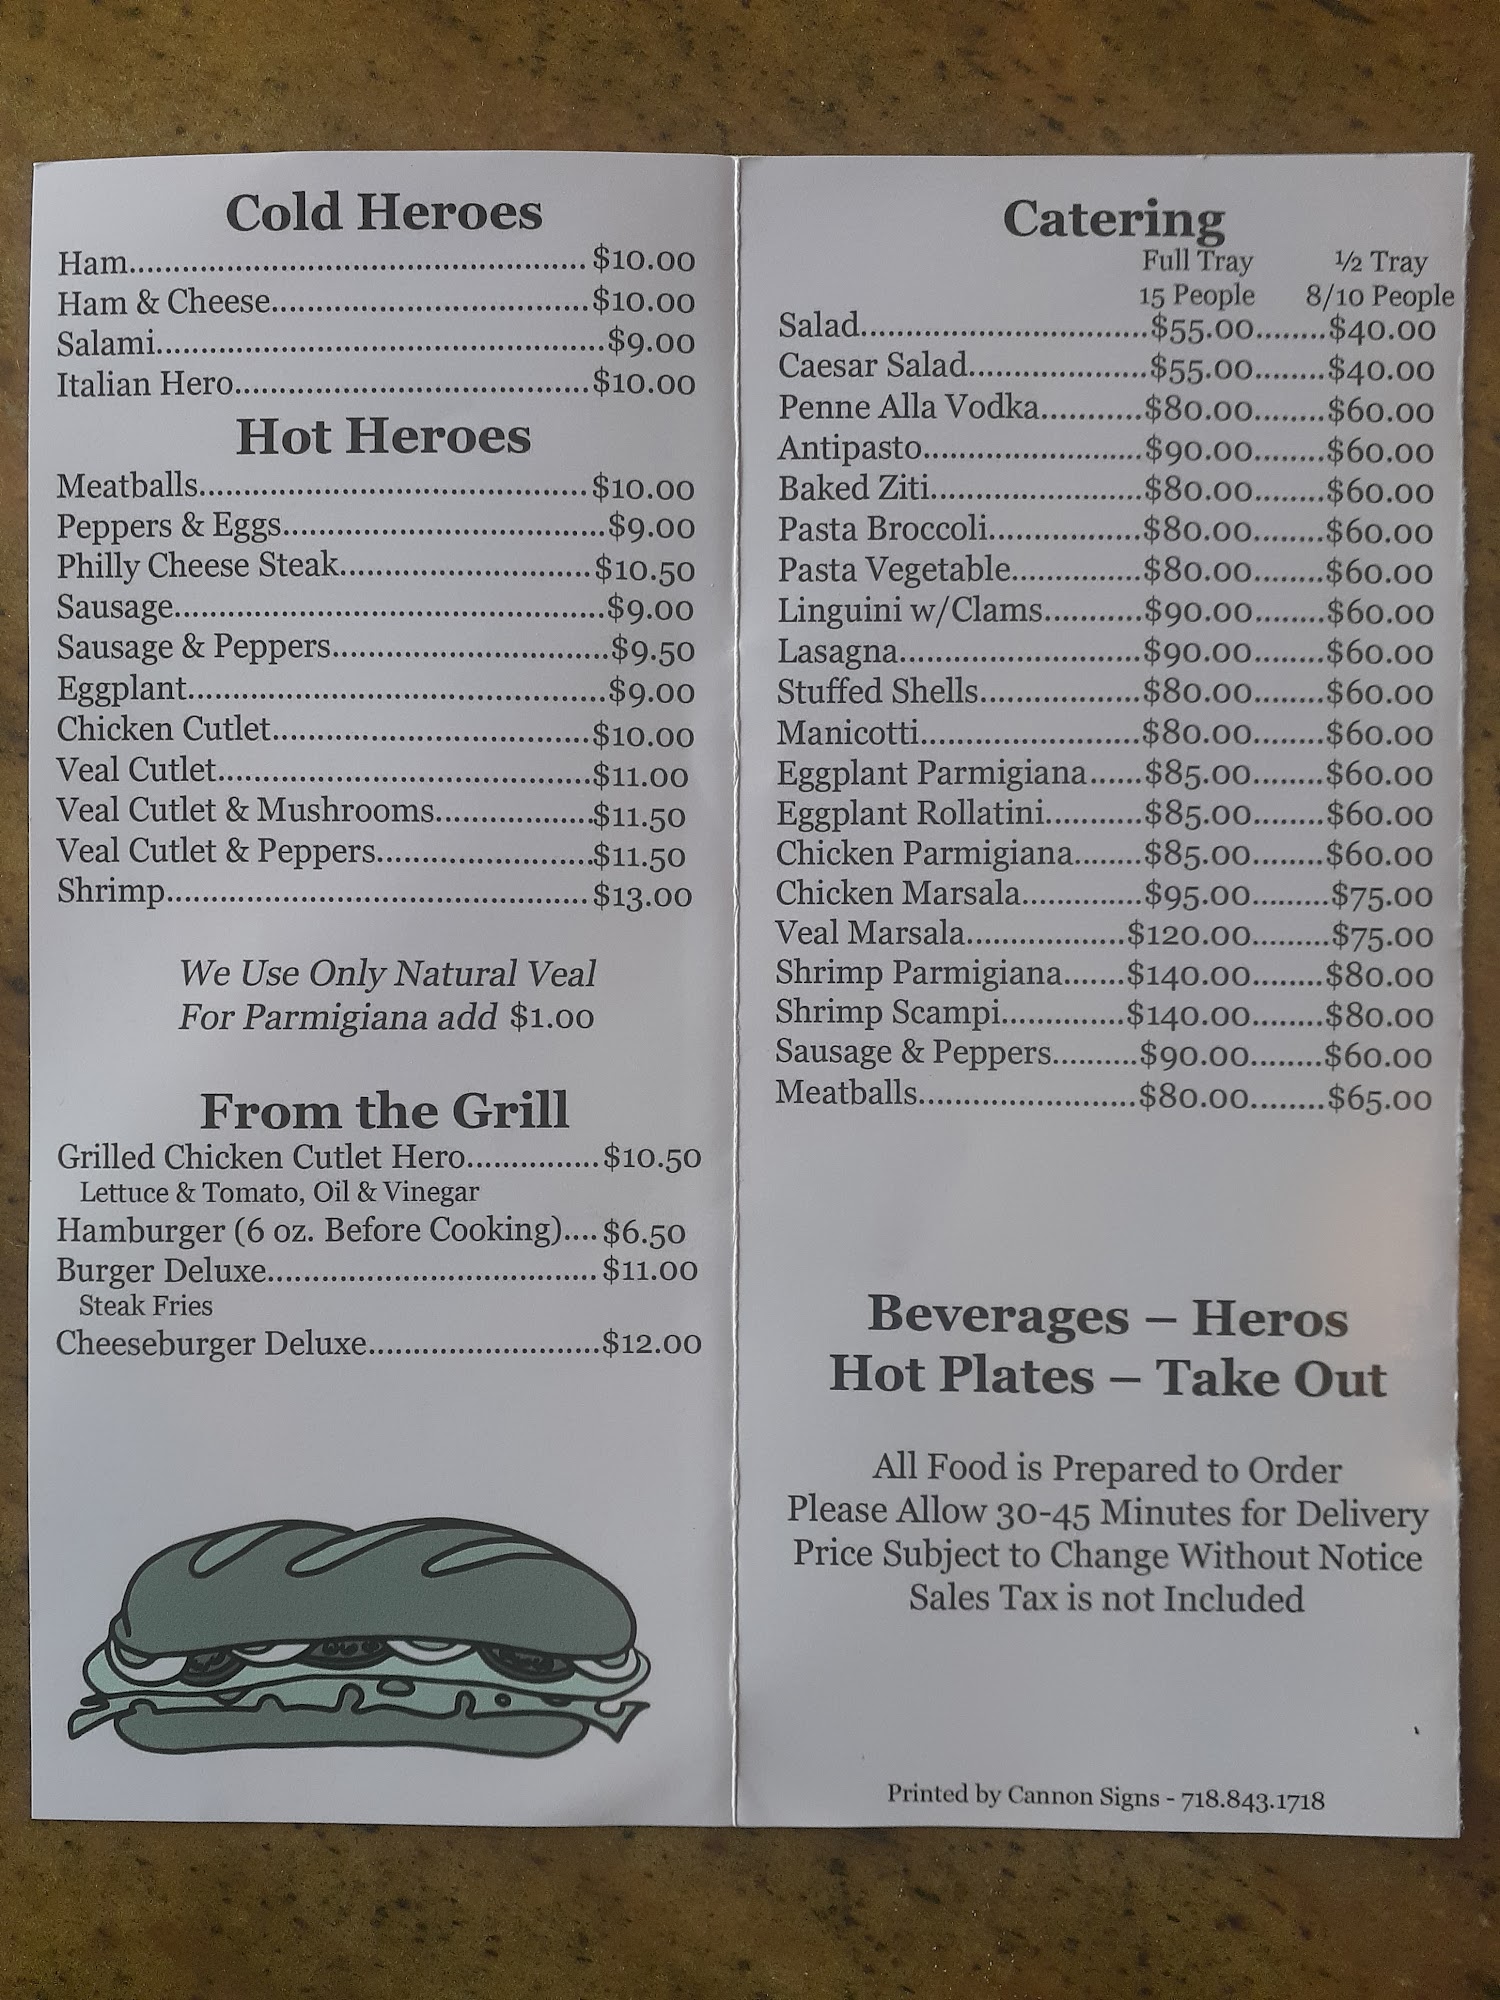 Cold Heroes
Ham..................................................$10.00
Ham & Cheese....................................$10.00
Salami..................................................$9.00
Italian Hero........................................$10.00
Hot Heroes
Meatballs............................................$10.00
Peppers & Eggs....................................$9.00
Philly Cheese Steak............................$10.50
Sausage................................................$9.00
Sausage & Peppers...............................$9.50
Eggplant..............................................$9.00
Chicken Cutlet....................................$10.00
Veal Cutlet..........................................$11.00
Veal Cutlet & Mushrooms..................$11.50
Veal Cutlet & Peppers........................$11.50
Shrimp...............................................$13.00
We Use Only Natural Veal
For Parmigiana add $1.00
From the Grill
Grilled Chicken Cutlet Hero...............$10.50
Lettuce & Tomato, Oil & Vinegar
Hamburger (6 oz. Before Cooking)....$6.50
Burger Deluxe.....................................$11.00
Steak Fries
Cheeseburger Deluxe..........................$12.00
Catering
Full Tray ½ Tray
15 People 8/10 People
Salad................................$55.00........$40.00
Caesar Salad....................$55.00........$40.00
Penne Alla Vodka...........$80.00........$60.00
Antipasto........................$90.00........$60.00
Baked Ziti.......................$80.00........$60.00
Pasta Broccoli.................$80.00........$60.00
Pasta Vegetable..............$80.00........$60.00
Linguini w/Clams...........$90.00........$60.00
Lasagna...........................$90.00........$60.00
Stuffed Shells..................$80.00........$60.00
Manicotti........................$80.00........$60.00
Eggplant Parmigiana......$85.00........$60.00
Eggplant Rollatini...........$85.00........$60.00
Chicken Parmigiana........$85.00........$60.00
Chicken Marsala.............$95.00.........$75.00
Veal Marsala.................$120.00.........$75.00
Shrimp Parmigiana.......$140.00........$80.00
Shrimp Scampi.............$140.00........$80.00
Sausage & Peppers.........$90.00........$60.00
Meatballs........................$80.00........$65.00
Beverages – Heros
Hot Plates – Take Out
All Food is Prepared to Order
Please Allow 30-45 Minutes for Delivery
Price Subject to Change Without Notice
Sales Tax is not Included
Printed by Cannon Signs - 718.843.1718